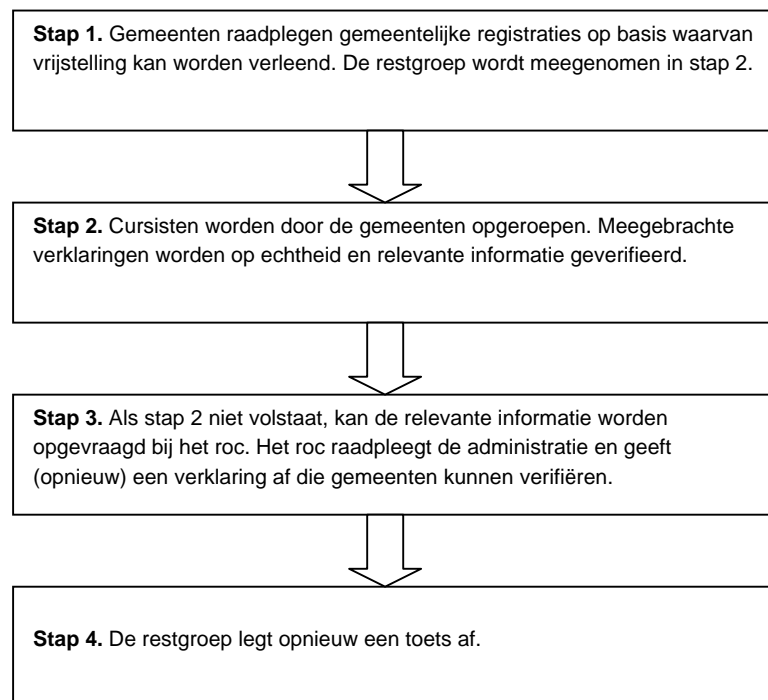 Stap 1. Gemeenten raadplegen gemeentelijke registraties op basis waarvan
vrijstelling kan worden verleend. De restgroep wordt meegenomen in stap 2.
Stap 2. Cursisten worden door de gemeenten opgeroepen. Meegebrachte
verklaringen worden op echtheid en relevante informatie geverifieerd.
Stap 3. Als stap 2 niet volstaat, kan de relevante informatie worden
opgevraagd bij het roc. Het roc raadpleegt de administratie en geeft
(opnieuw) een verklaring af die gemeenten kunnen verifiëren.
Stap 4. De restgroep legt opnieuw een toets af.